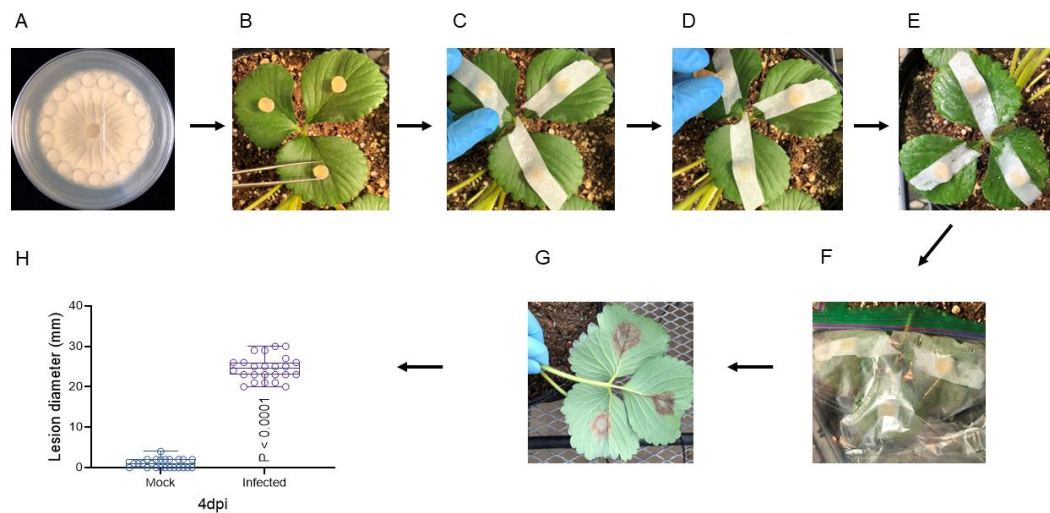 A
B
C
D
E
H
G
F
40
30
20
10
0
Lesion diameter (mm)
P < 0.0001
Mock
Infected
4dpi